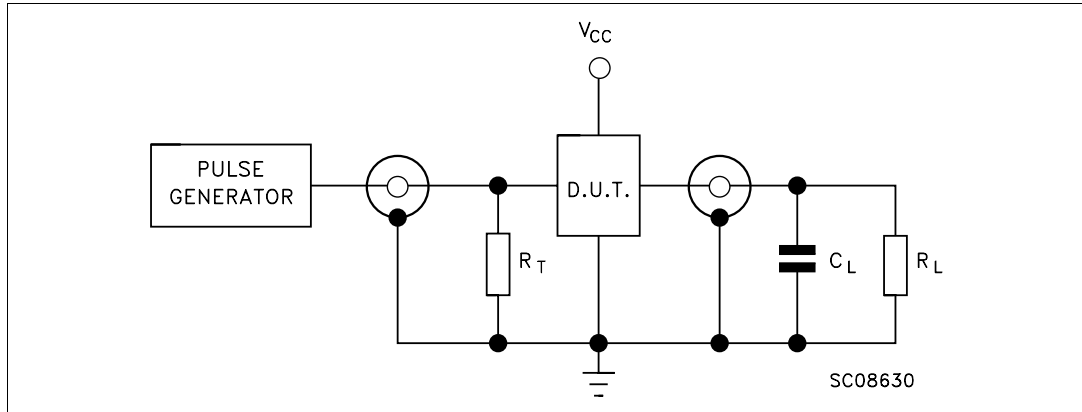 VCC
PULSE
GENERATOR
D.U.T.
RT
CL
RL
SC08630